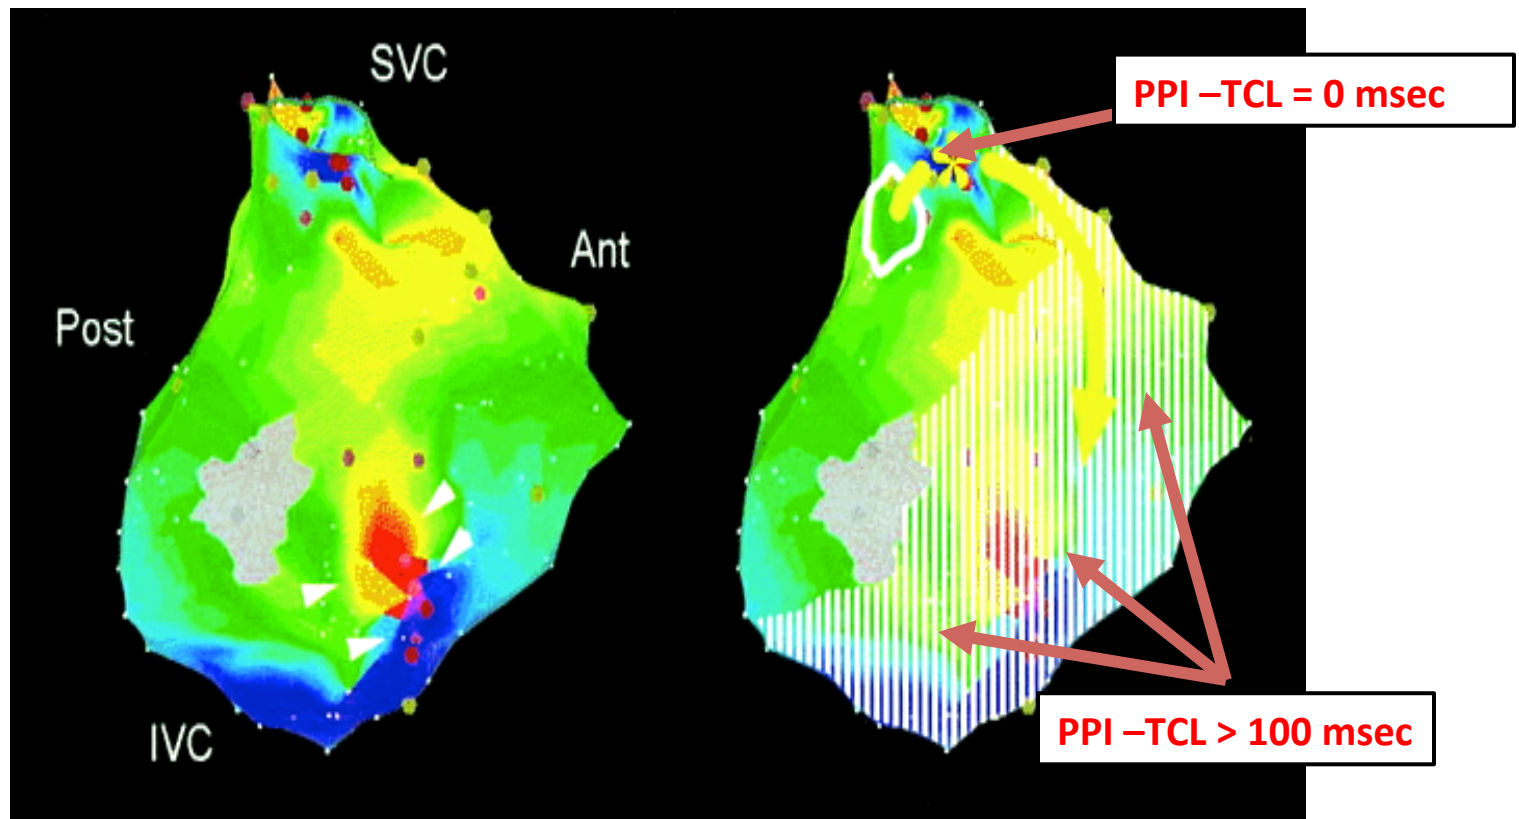 SVC
PPI –TCL = 0 msec
Ant
Post
IVC
PPI –TCL > 100 msec